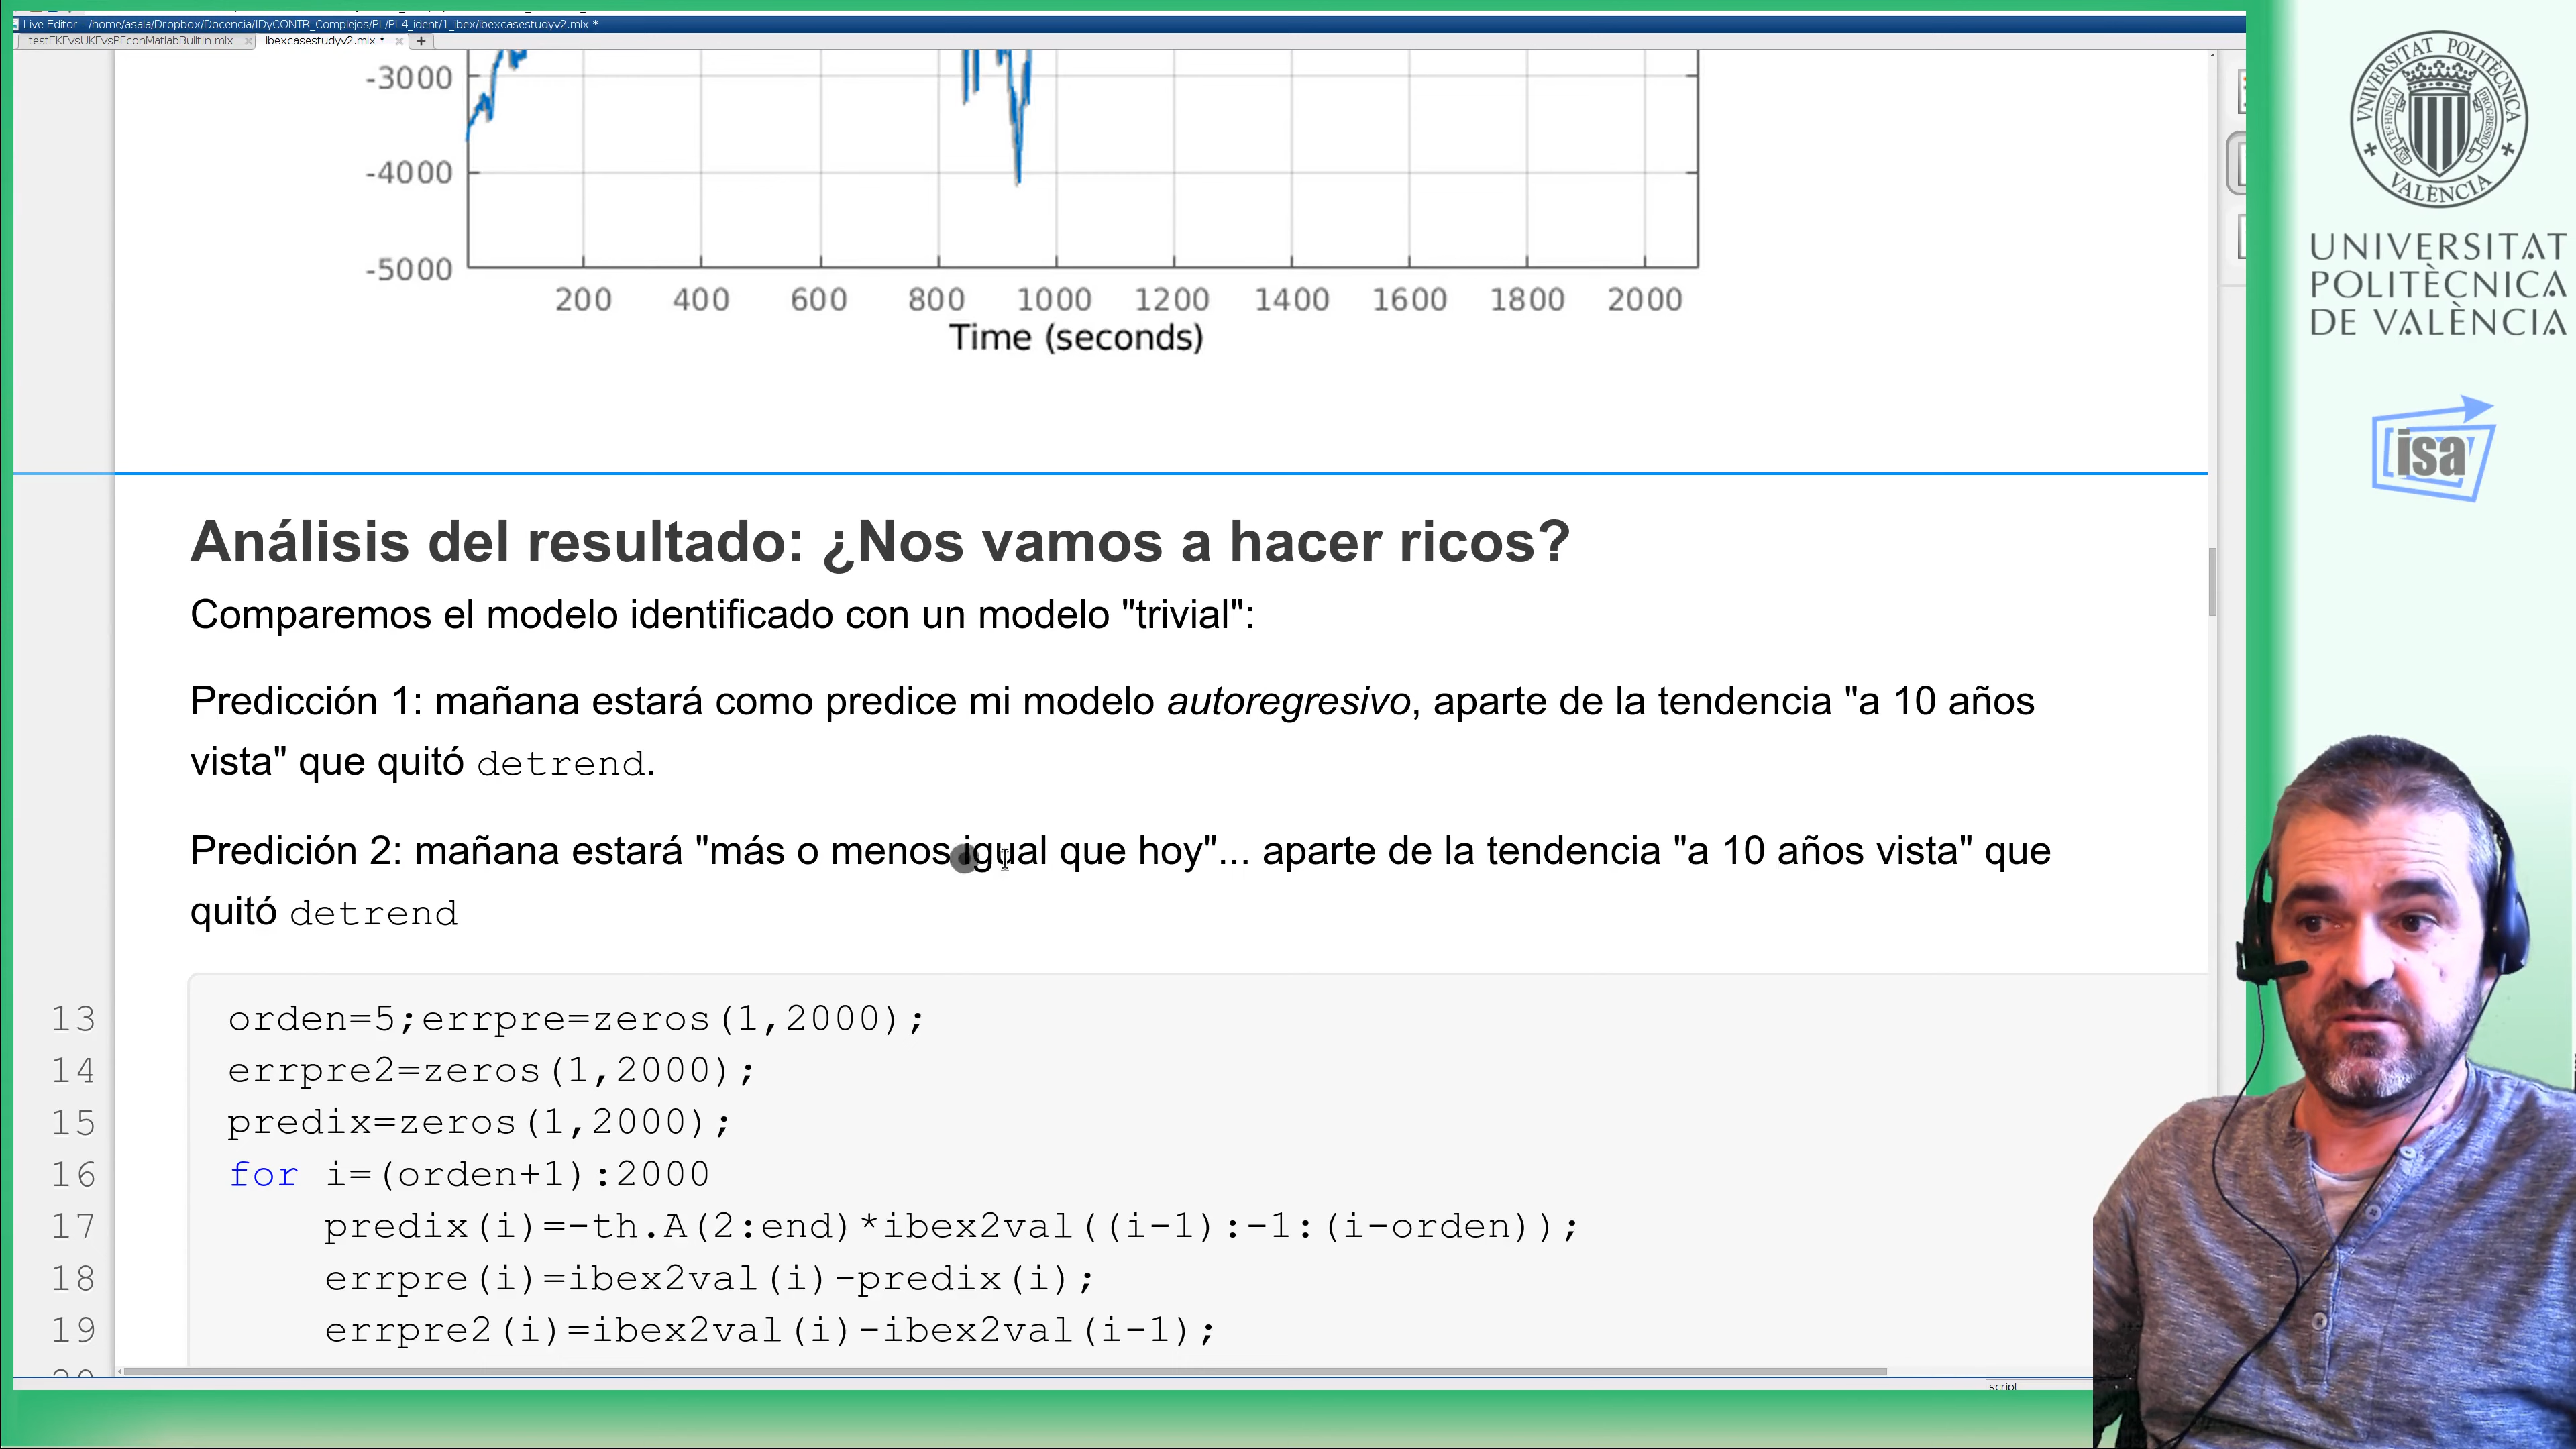 Live Editor - /home/asala/Dropbox/Docencia/IDyCONTR_Complejos/PL/PL4_ident/1_ibex/ibexcasestudyv2.mlx *
testEKFvsUKFvsPFconMatlabBuiltIn.mlx
ibexcasestudyv2.mlx *
-3000
-4000
-5000
200 400 600 800 1000 1200 1400 1600 1800 2000
Time (seconds)
Análisis del resultado: ¿Nos vamos a hacer ricos?
Comparemos el modelo identificado con un modelo "trivial":
Predicción 1: mañana estará como predice mi modelo autoregresivo, aparte de la tendencia "a 10 años
vista" que quitó detrend.
Predición 2: mañana estará "más o menos igual que hoy"... aparte de la tendencia "a 10 años vista" que
quitó detrend
13 orden=5;errpre=zeros(1,2000);
14 errpre2=zeros(1,2000);
15 predix=zeros(1,2000);
16 for i=(orden+1):2000
17 predix(i)=-th.A(2:end)*ibex2val((i-1):-1:(i-orden));
18 errpre(i)=ibex2val(i)-predix(i);
19 errpre2(i)=ibex2val(i)-ibex2val(i-1);
script
UNIVERSITAT POLITECNICA
VALÈNCIA
UNIVERSITAT
POLITÈCNICA
DE VALÈNCIA
isa